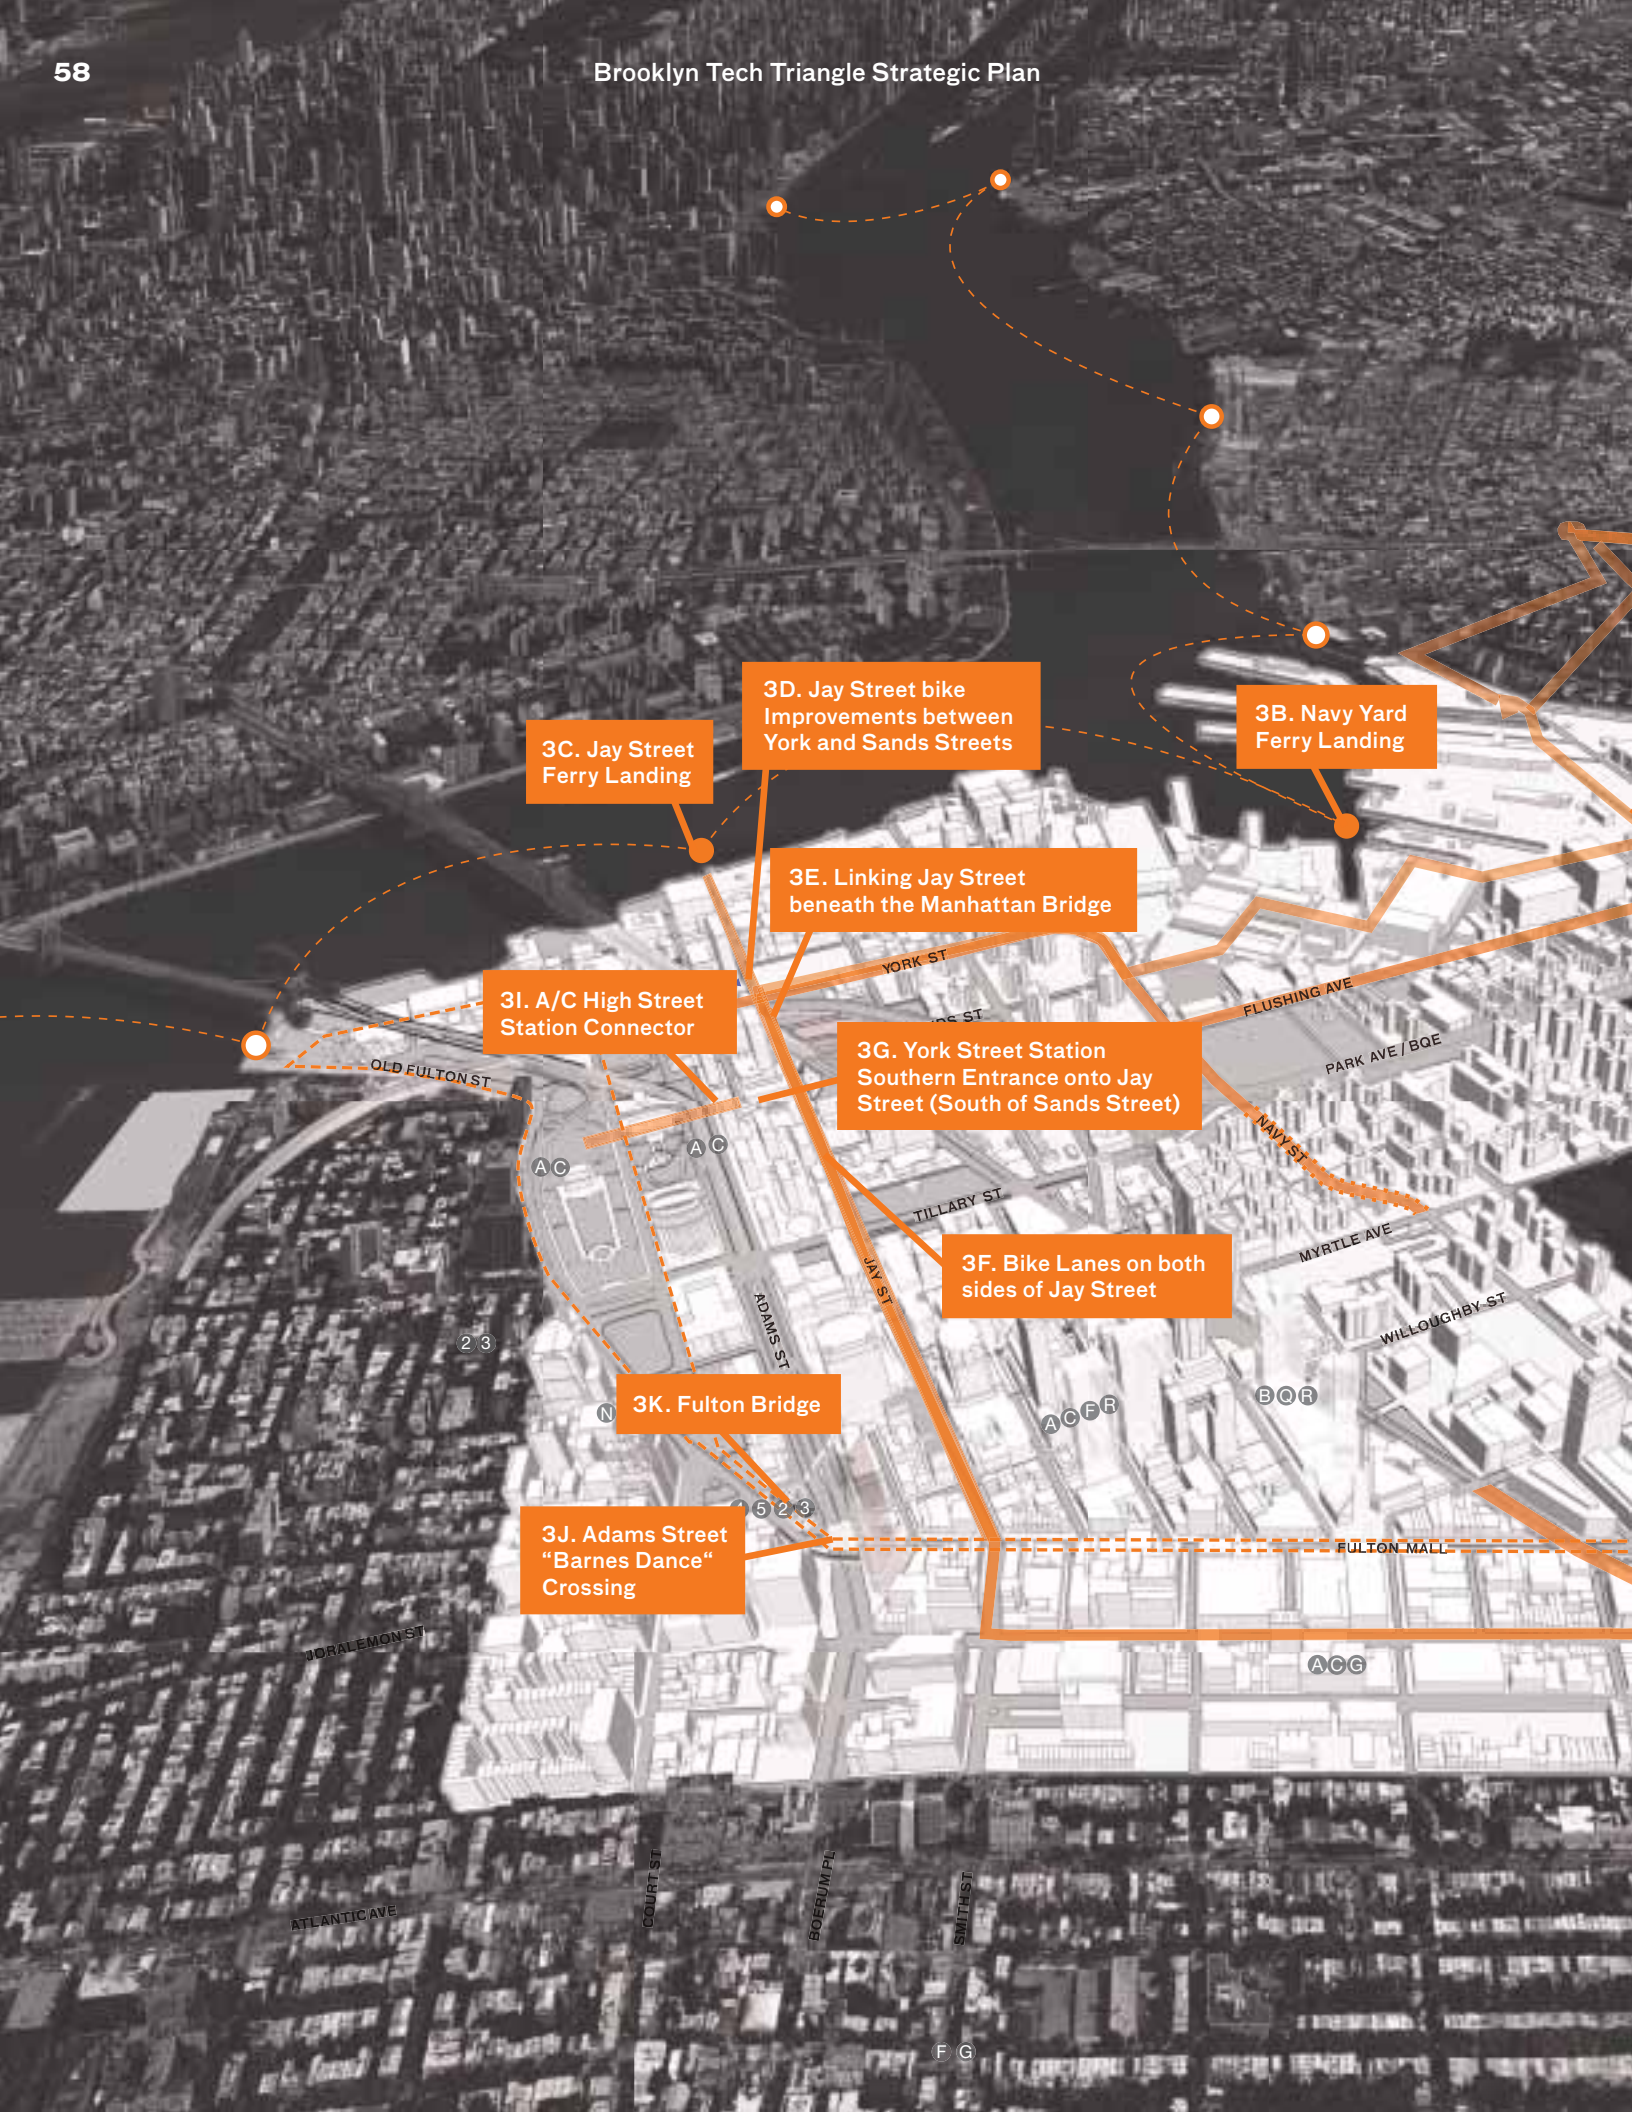 58
Brooklyn Tech Triangle Strategic Plan
3D. Jay Street bike
Improvements between
York and Sands Streets
3B. Navy Yard
Ferry Landing
3C. Jay Street
Ferry Landing
3E. Linking Jay Street
beneath the Manhattan Bridge
YORK ST
3I. A/C High Street
Station Connector
FLUSHING AVE
ST
3G. York Street Station
Southern Entrance onto Jay
Street (South of Sands Street)
PARK AVE / BQE
OLD FULTON ST
NAVY ST
A C
A C
TILLARY ST
MYRTLE AVE
3F. Bike Lanes on both
sides of Jay Street
JAY ST
ADAMS ST
WILLOUGHBY ST
2 3
3K. Fulton Bridge
N
A C F R
B Q R
5 2 3
3J. Adams Street
“Barnes Dance“
Crossing
FULTON MALL
JORALEMON ST
A C G
COURT ST
BOERUM PL
SMITH ST
ATLANTIC AVE
F G